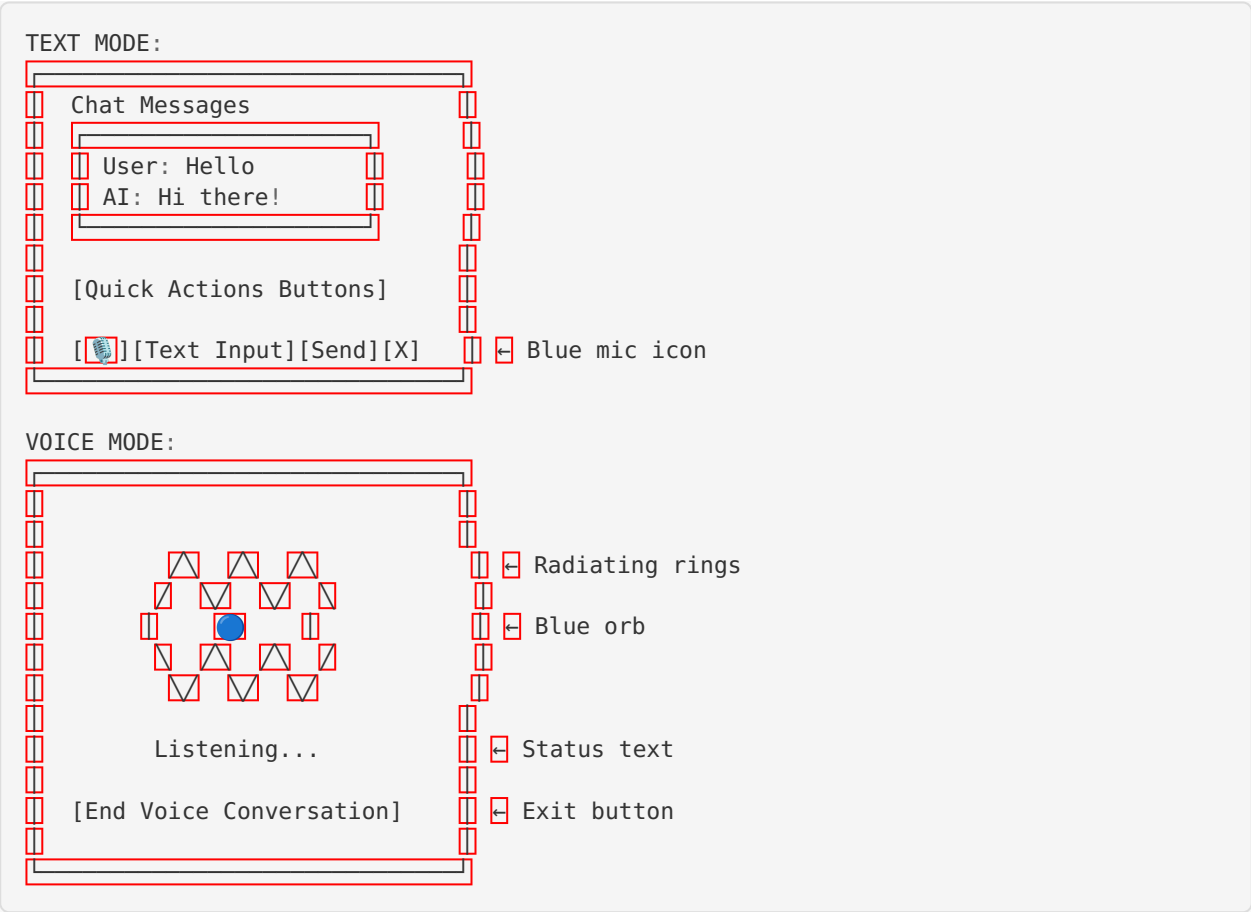 TEXT MODE:
┌─────────────────────────────┐
│  Chat Messages              │
│  ┌───────────────────┐      │
│  │ User: Hello       │      │
│  │ AI: Hi there!     │      │
│  └───────────────────┘      │
│                             │
│  [Quick Actions Buttons]    │
│                             │
│  [🎙️][Text Input][Send][X]   │ ← Blue mic icon
└─────────────────────────────┘
VOICE MODE:
┌─────────────────────────────┐
│                             │
│                             │
│        ╱╲  ╱╲  ╱╲           │ ← Radiating rings
│       ╱  ╲╱  ╲╱  ╲          │
│      │    🔵    │           │ ← Blue orb
│       ╲  ╱╲  ╱╲  ╱          │
│        ╲╱  ╲╱  ╲╱           │
│                             │
│       Listening...          │ ← Status text
│                             │
│  [End Voice Conversation]   │ ← Exit button
│                             │
└─────────────────────────────┘